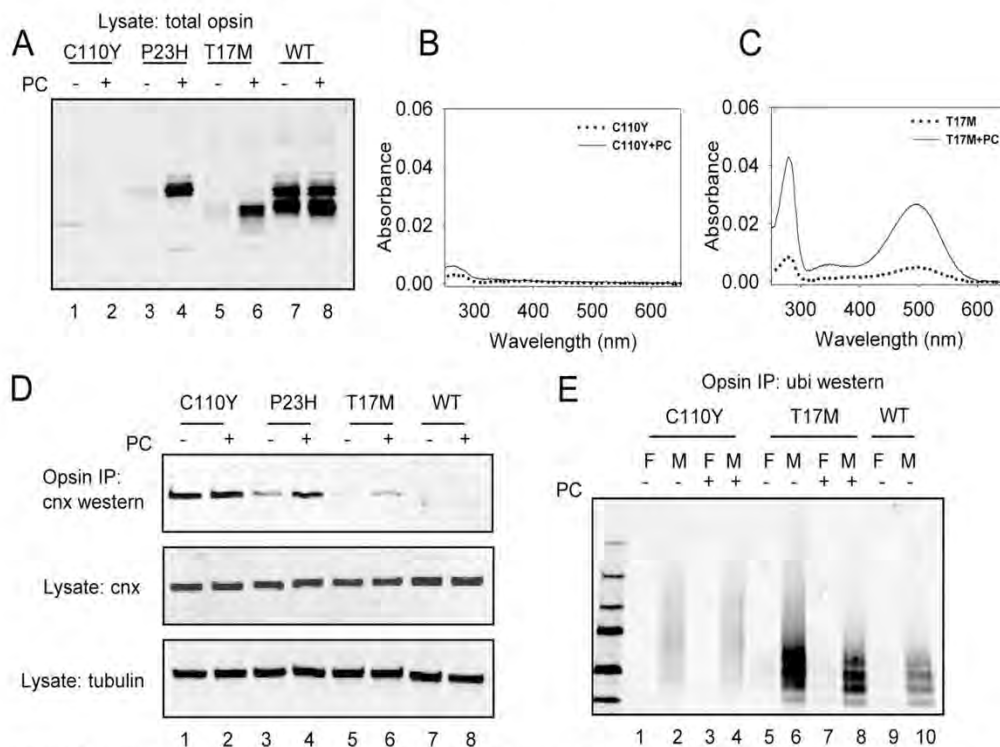 Lysate: total opsin
A
C110Y P23H T17M WT
PC - + - + - + - +
1 2 3 4 5 6 7 8
B
0.06
0.04
0.02
0.00
Absorbance
C110Y
C110Y+PC
300 400 500 600
Wavelength (nm)
C
0.06
0.04
0.02
0.00
Absorbance
T17M
T17M+PC
300 400 500 600
Wavelength (nm)
D
C110Y P23H T17M WT
PC - + - + - + - +
Opsin IP:
cnx western
Lysate: cnx
Lysate: tubulin
1 2 3 4 5 6 7 8
E
Opsin IP: ubi western
C110Y T17M WT
F M F M F M F M F M
PC - - + + - - + + - -
1 2 3 4 5 6 7 8 9 10